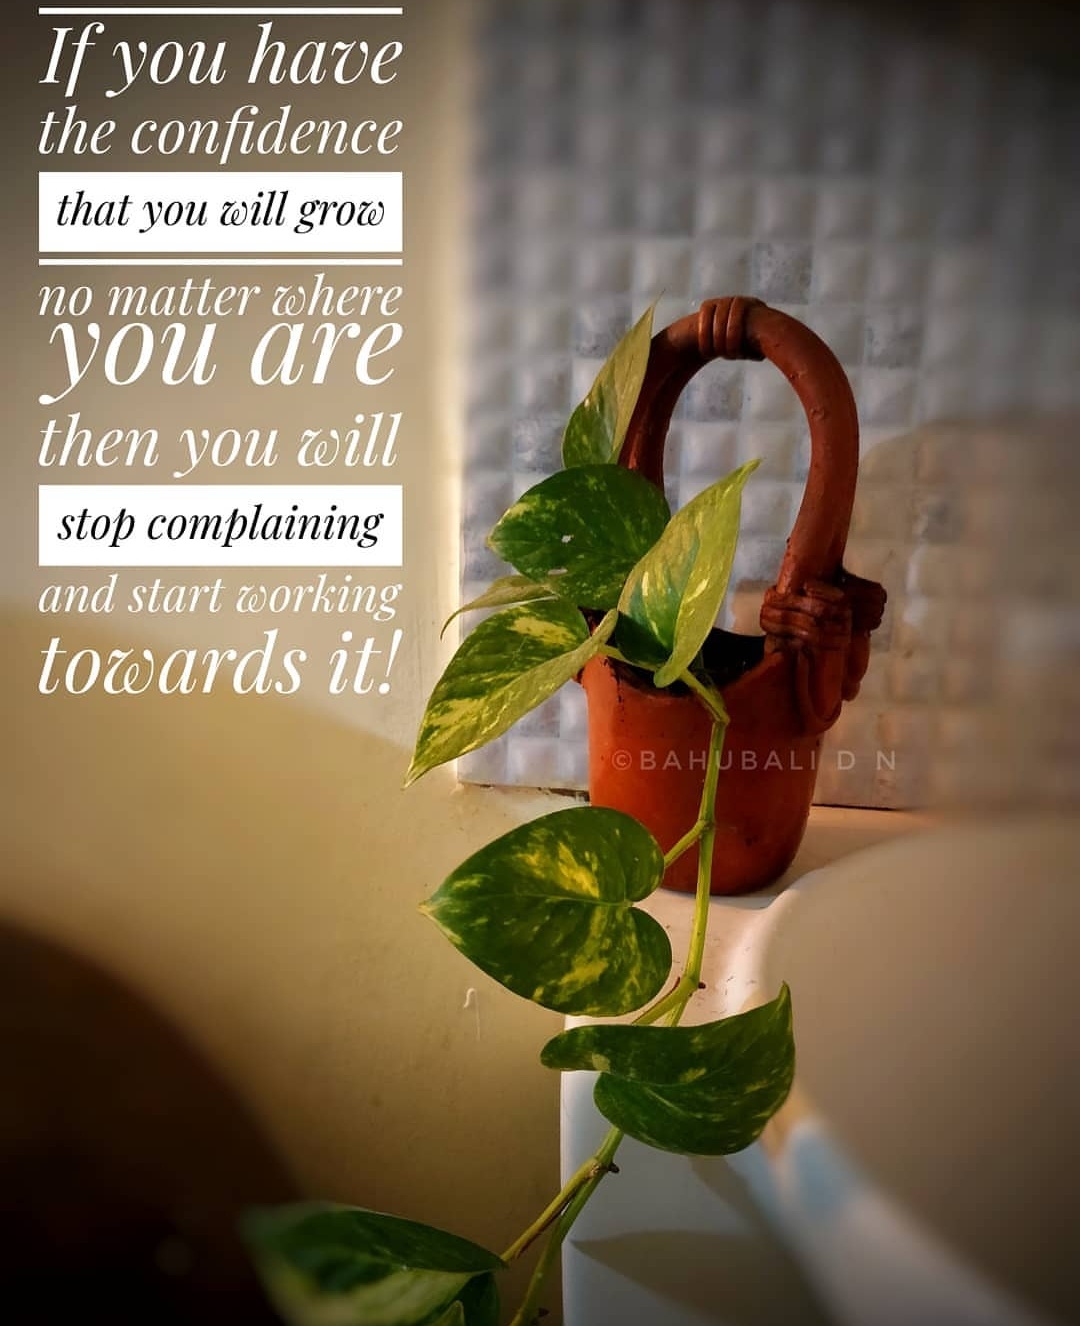 If you have
the confidence
that you will grow
no matter where
you are
then you will
stop complaining
and start working
towards it!
©BAHUBALI D N